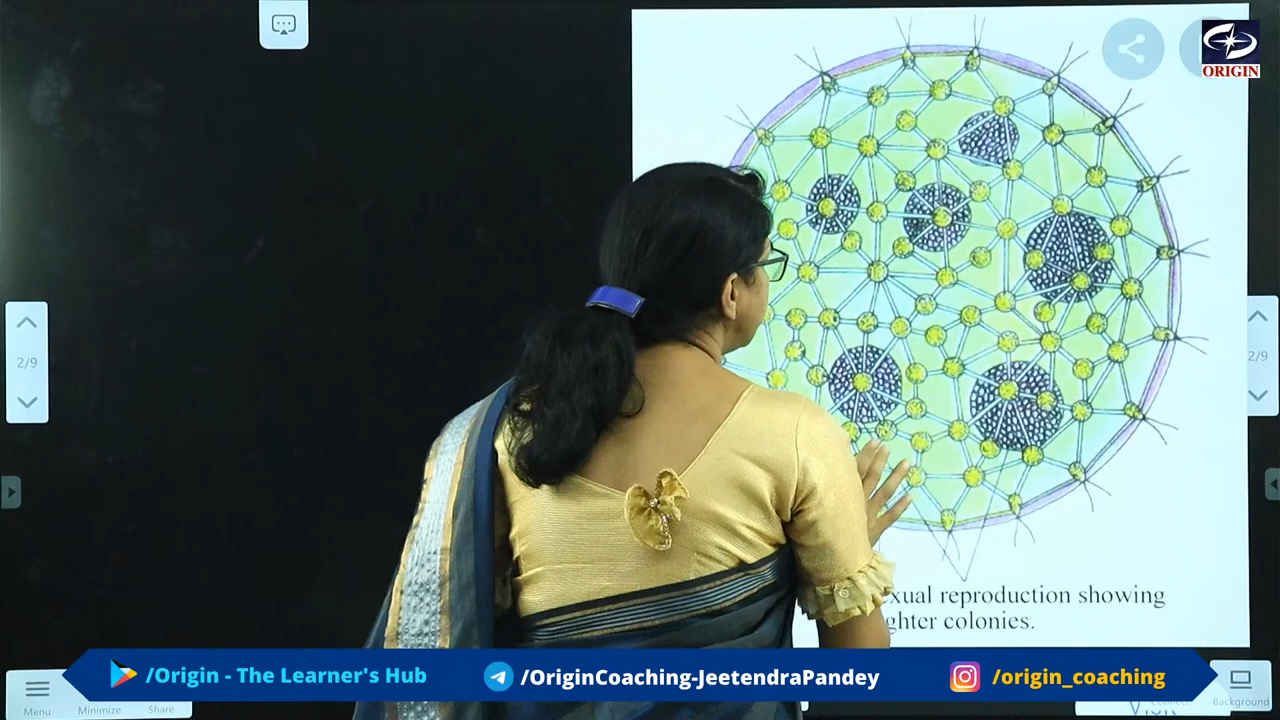 ORIGIN
2/9
2/9
exual reproduction showing
ghter colonies.
/Origin - The Learner's Hub
/OriginCoaching-JeetendraPandey
/origin_coaching
Menu
Minimize
Share
Background